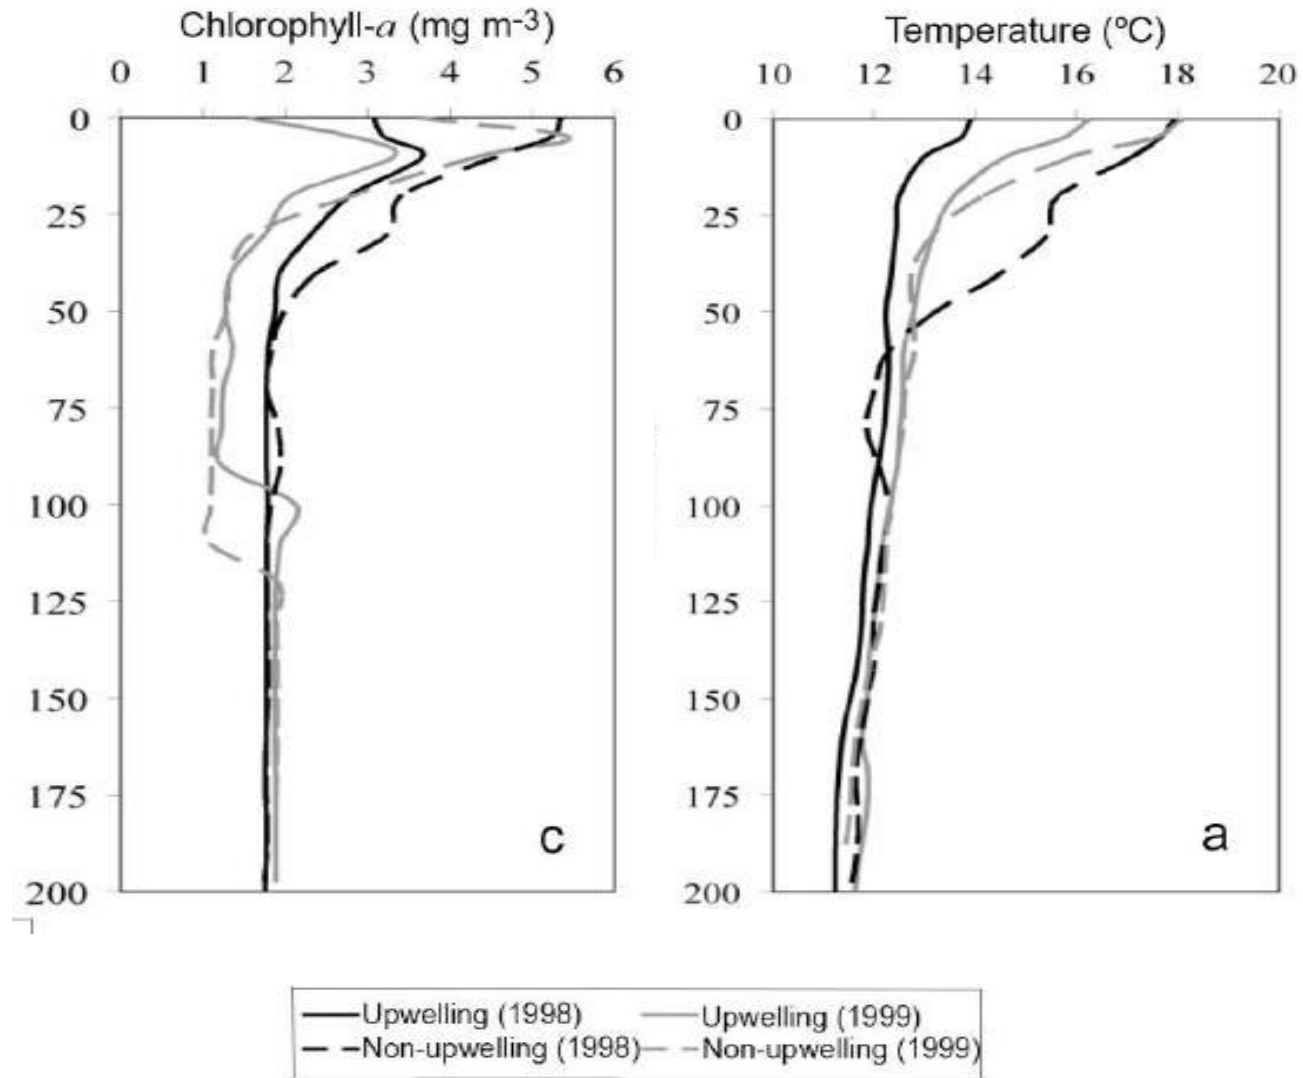 Chlorophyll-a (mg m-3)
0 1 2 3 4 5 6
0
25
50
75
100
125
150
175
200
c
Temperature (ºC)
10 12 14 16 18 20
0
25
50
75
100
125
150
175
200
a
Upwelling (1998) Upwelling (1999)
Non-upwelling (1998) Non-upwelling (1999)